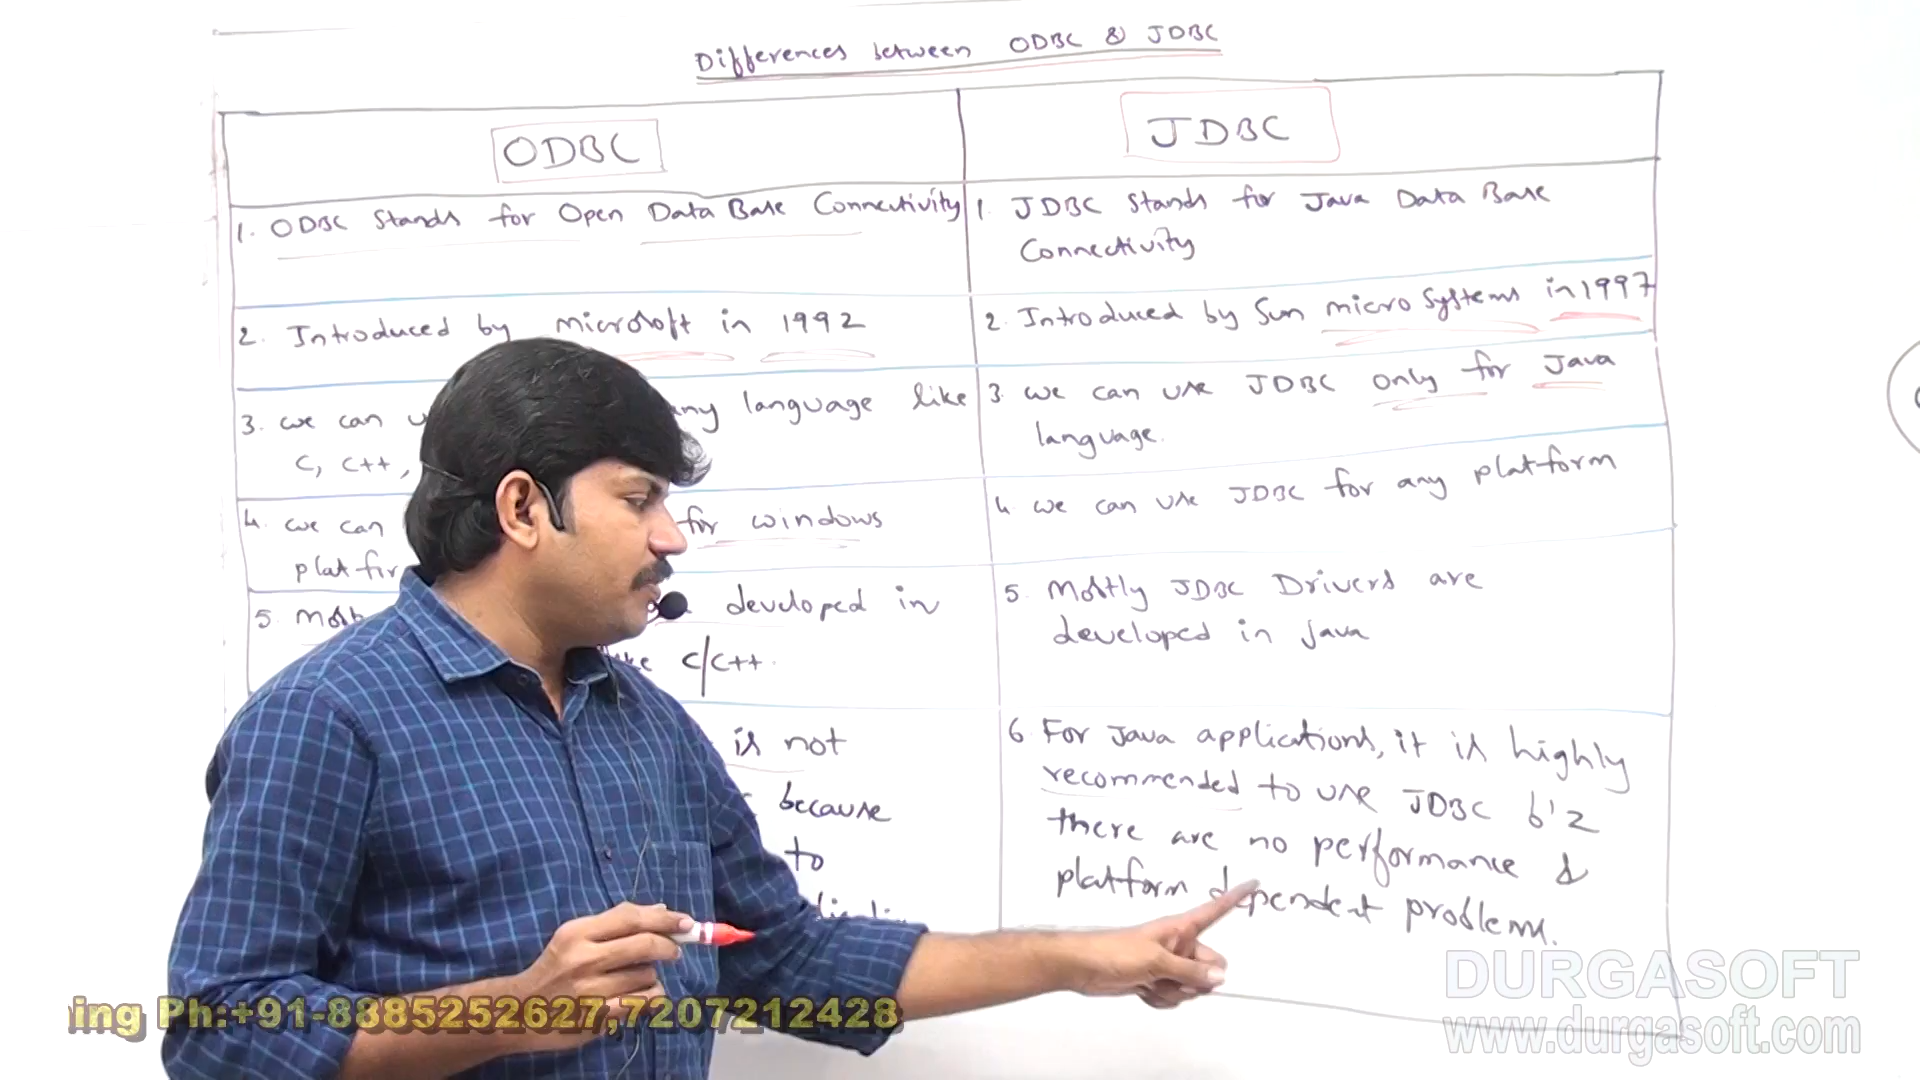 Differences between ODBC & JDBC
ODBC
JDBC
1. ODBC Stands for Open Data Base Connectivity
2. Introduced by microsoft in 1992
3. we can any language like
C, C++,
4. we can for windows
5. developed in
C/C++.
is not
because
to
1. JDBC Stands for Java Data Base
Connectivity
2. Introduced by Sun micro Systems in 1997
3. we can use JDBC only for Java
language.
4. we can use JDBC for any platform
5. Mostly JDBC Drivers are
developed in java
6. For Java applications, it is highly
recommended to use JDBC b'z
there are no performance &
platform dependent problems.
ing Ph:+91-8885252627,7207212428
DURGASOFT
www.durgasoft.com